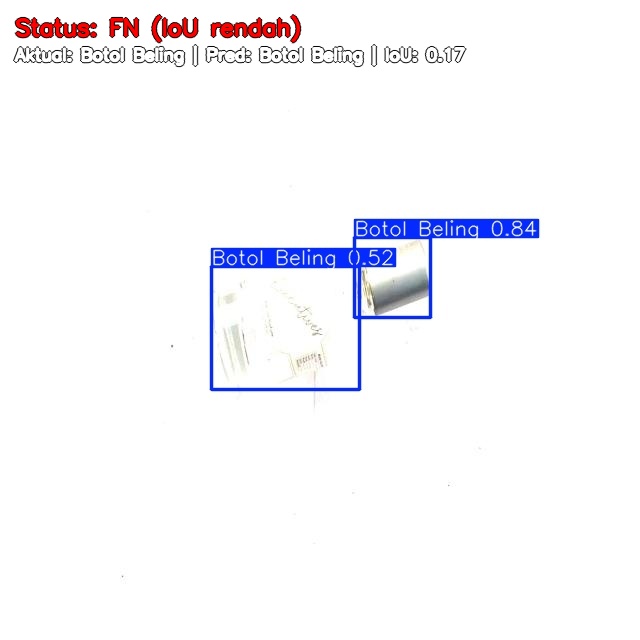 Status: FN (IoU rendah)
Aktual: Botol Beling | Pred: Botol Beling | IoU: 0.17
Botol Beling 0.84
Botol Beling 0.52
Executives